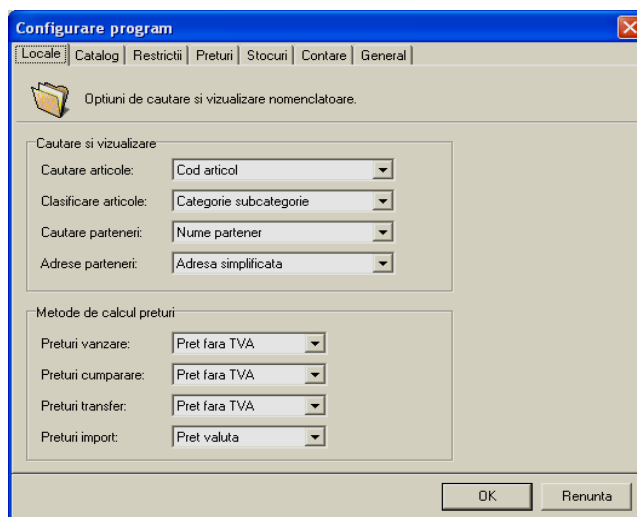 Configurare program
Locale Catalog Restrictii Preturi Stocuri Contare General
Optiuni de cautare si vizualizare nomenclatoare.
Cautare si vizualizare
Cautare articole: Cod articol
Clasificare articole: Categorie subcategorie
Cautare parteneri: Nume partener
Adrese parteneri: Adresa simplificata
Metode de calcul preturi
Preturi vanzare: Pret fara TVA
Preturi cumparare: Pret fara TVA
Preturi transfer: Pret fara TVA
Preturi import: Pret valuta
OK Renunta